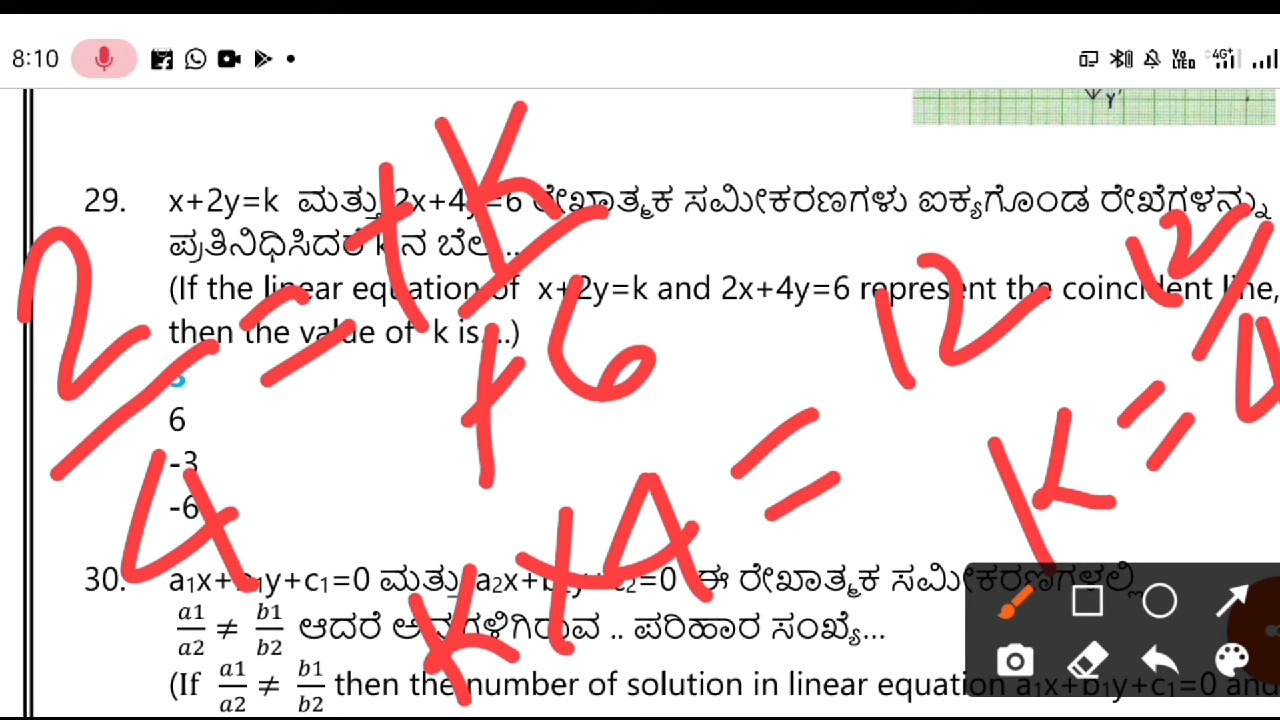 8:10
Y'
29. x+2y=k ಮತ್ತು 2x+4y=6 ರೇಖಾತ್ಮಕ ಸಮೀಕರಣಗಳು ಐಕ್ಯಗೊಂಡ ರೇಖೆಗಳನ್ನು
ಪ್ರತಿನಿಧಿಸಿದರೆ k ನ ಬೆಲೆ ..
(If the linear equation of x+2y=k and 2x+4y=6 represent the coincident line,
then the value of k is....)
3
6
-3
-6
2/4 = +k/+6
k×4 = 12
k = 12/4
30. a1x+b1y+c1=0 ಮತ್ತು a2x+b2y+c2=0 ಈ ರೇಖಾತ್ಮಕ ಸಮೀಕರಣಗಳಲ್ಲಿ
a1/a2 ≠ b1/b2 ಆದರೆ ಅವುಗಳಿಗಿರುವ .. ಪರಿಹಾರ ಸಂಖ್ಯೆ...
(If a1/a2 ≠ b1/b2 then the number of solution in linear equation a1x+b1y+c1=0 and